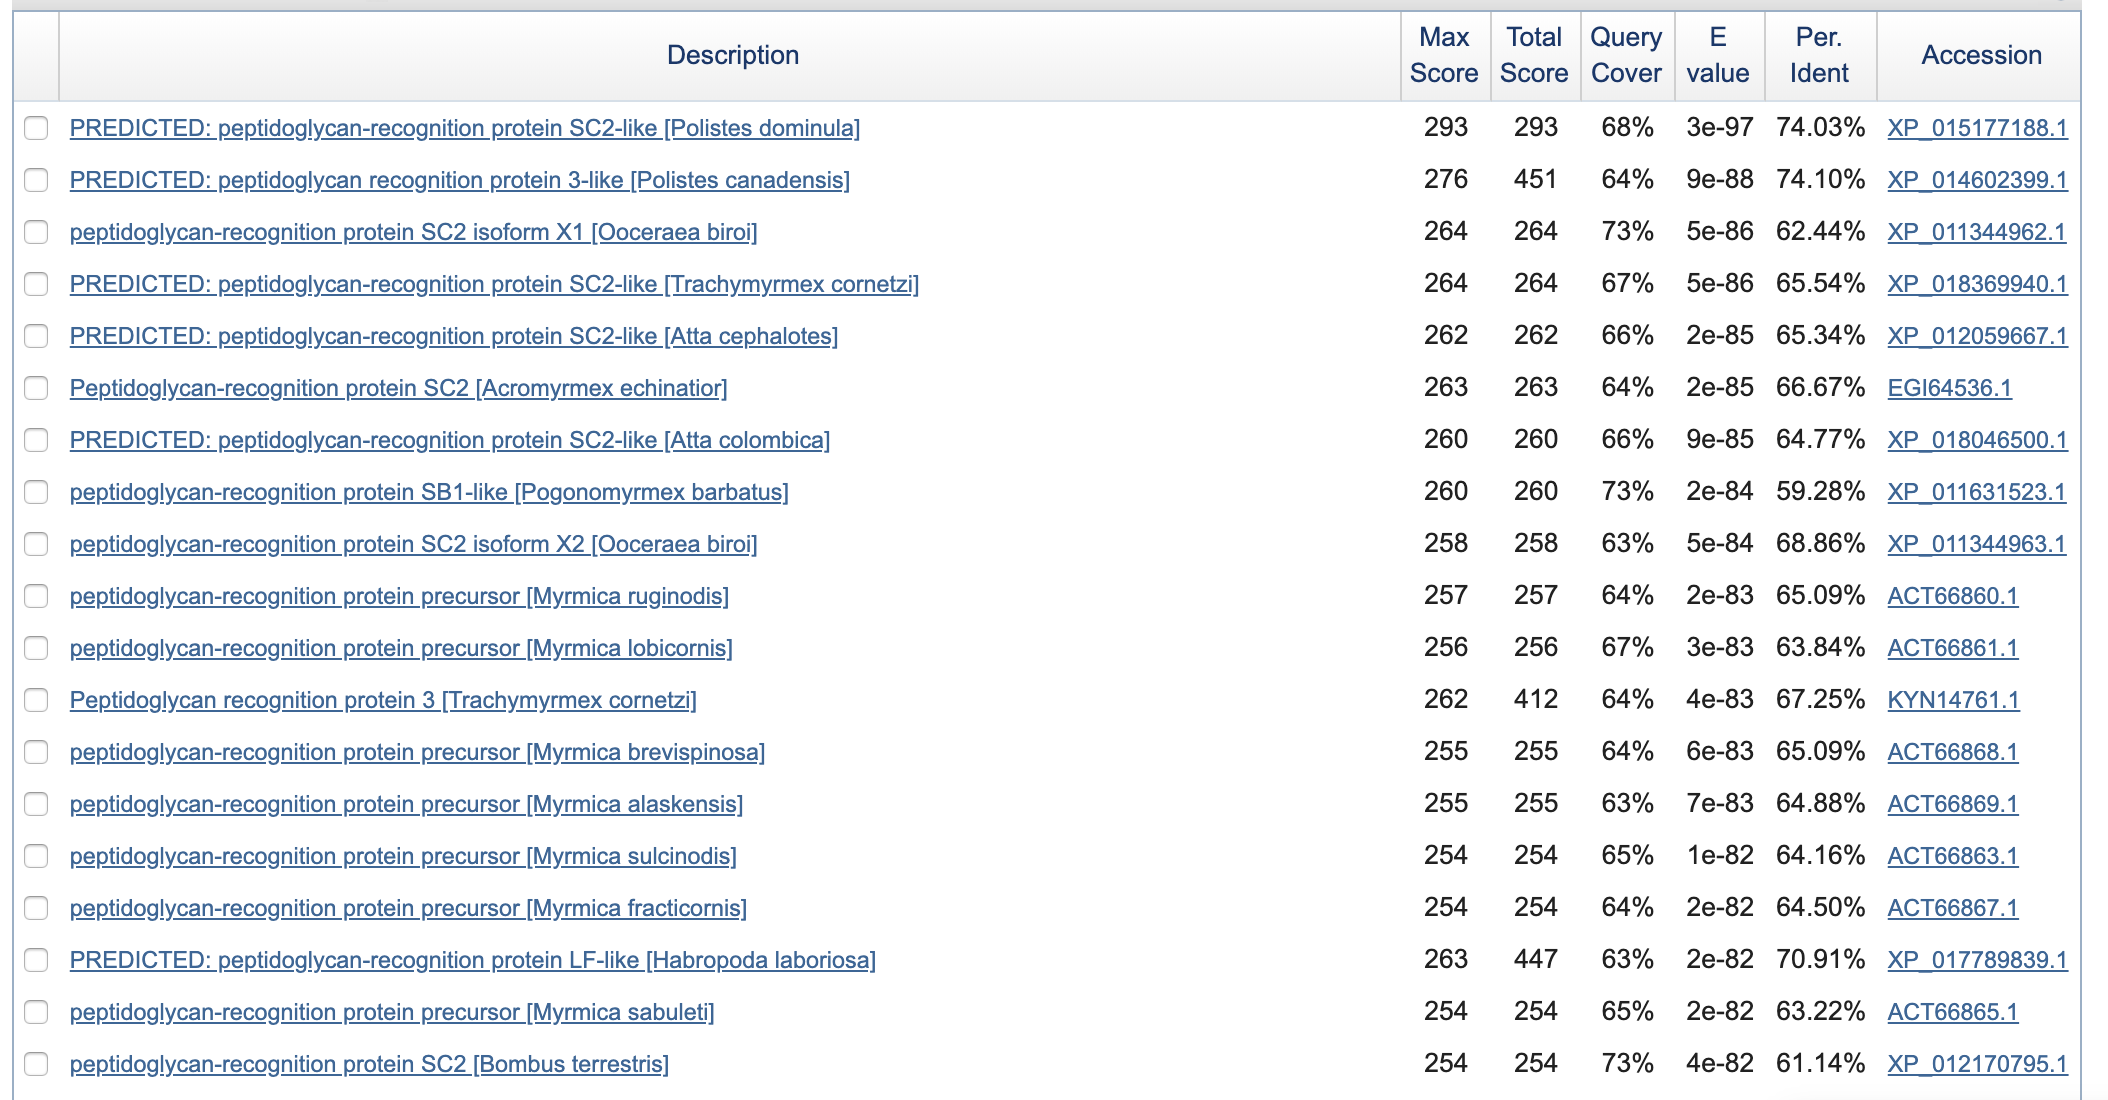 Description Max Score Total Score Query Cover E value Per. Ident Accession
PREDICTED: peptidoglycan-recognition protein SC2-like [Polistes dominula] 293 293 68% 3e-97 74.03% XP_015177188.1
PREDICTED: peptidoglycan recognition protein 3-like [Polistes canadensis] 276 451 64% 9e-88 74.10% XP_014602399.1
peptidoglycan-recognition protein SC2 isoform X1 [Ooceraea biroi] 264 264 73% 5e-86 62.44% XP_011344962.1
PREDICTED: peptidoglycan-recognition protein SC2-like [Trachymyrmex cornetzi] 264 264 67% 5e-86 65.54% XP_018369940.1
PREDICTED: peptidoglycan-recognition protein SC2-like [Atta cephalotes] 262 262 66% 2e-85 65.34% XP_012059667.1
Peptidoglycan-recognition protein SC2 [Acromyrmex echinatior] 263 263 64% 2e-85 66.67% EGI64536.1
PREDICTED: peptidoglycan-recognition protein SC2-like [Atta colombica] 260 260 66% 9e-85 64.77% XP_018046500.1
peptidoglycan-recognition protein SB1-like [Pogonomyrmex barbatus] 260 260 73% 2e-84 59.28% XP_011631523.1
peptidoglycan-recognition protein SC2 isoform X2 [Ooceraea biroi] 258 258 63% 5e-84 68.86% XP_011344963.1
peptidoglycan-recognition protein precursor [Myrmica ruginodis] 257 257 64% 2e-83 65.09% ACT66860.1
peptidoglycan-recognition protein precursor [Myrmica lobicornis] 256 256 67% 3e-83 63.84% ACT66861.1
Peptidoglycan recognition protein 3 [Trachymyrmex cornetzi] 262 412 64% 4e-83 67.25% KYN14761.1
peptidoglycan-recognition protein precursor [Myrmica brevispinosa] 255 255 64% 6e-83 65.09% ACT66868.1
peptidoglycan-recognition protein precursor [Myrmica alaskensis] 255 255 63% 7e-83 64.88% ACT66869.1
peptidoglycan-recognition protein precursor [Myrmica sulcinodis] 254 254 65% 1e-82 64.16% ACT66863.1
peptidoglycan-recognition protein precursor [Myrmica fracticornis] 254 254 64% 2e-82 64.50% ACT66867.1
PREDICTED: peptidoglycan-recognition protein LF-like [Habropoda laboriosa] 263 447 63% 2e-82 70.91% XP_017789839.1
peptidoglycan-recognition protein precursor [Myrmica sabuleti] 254 254 65% 2e-82 63.22% ACT66865.1
peptidoglycan-recognition protein SC2 [Bombus terrestris] 254 254 73% 4e-82 61.14% XP_012170795.1